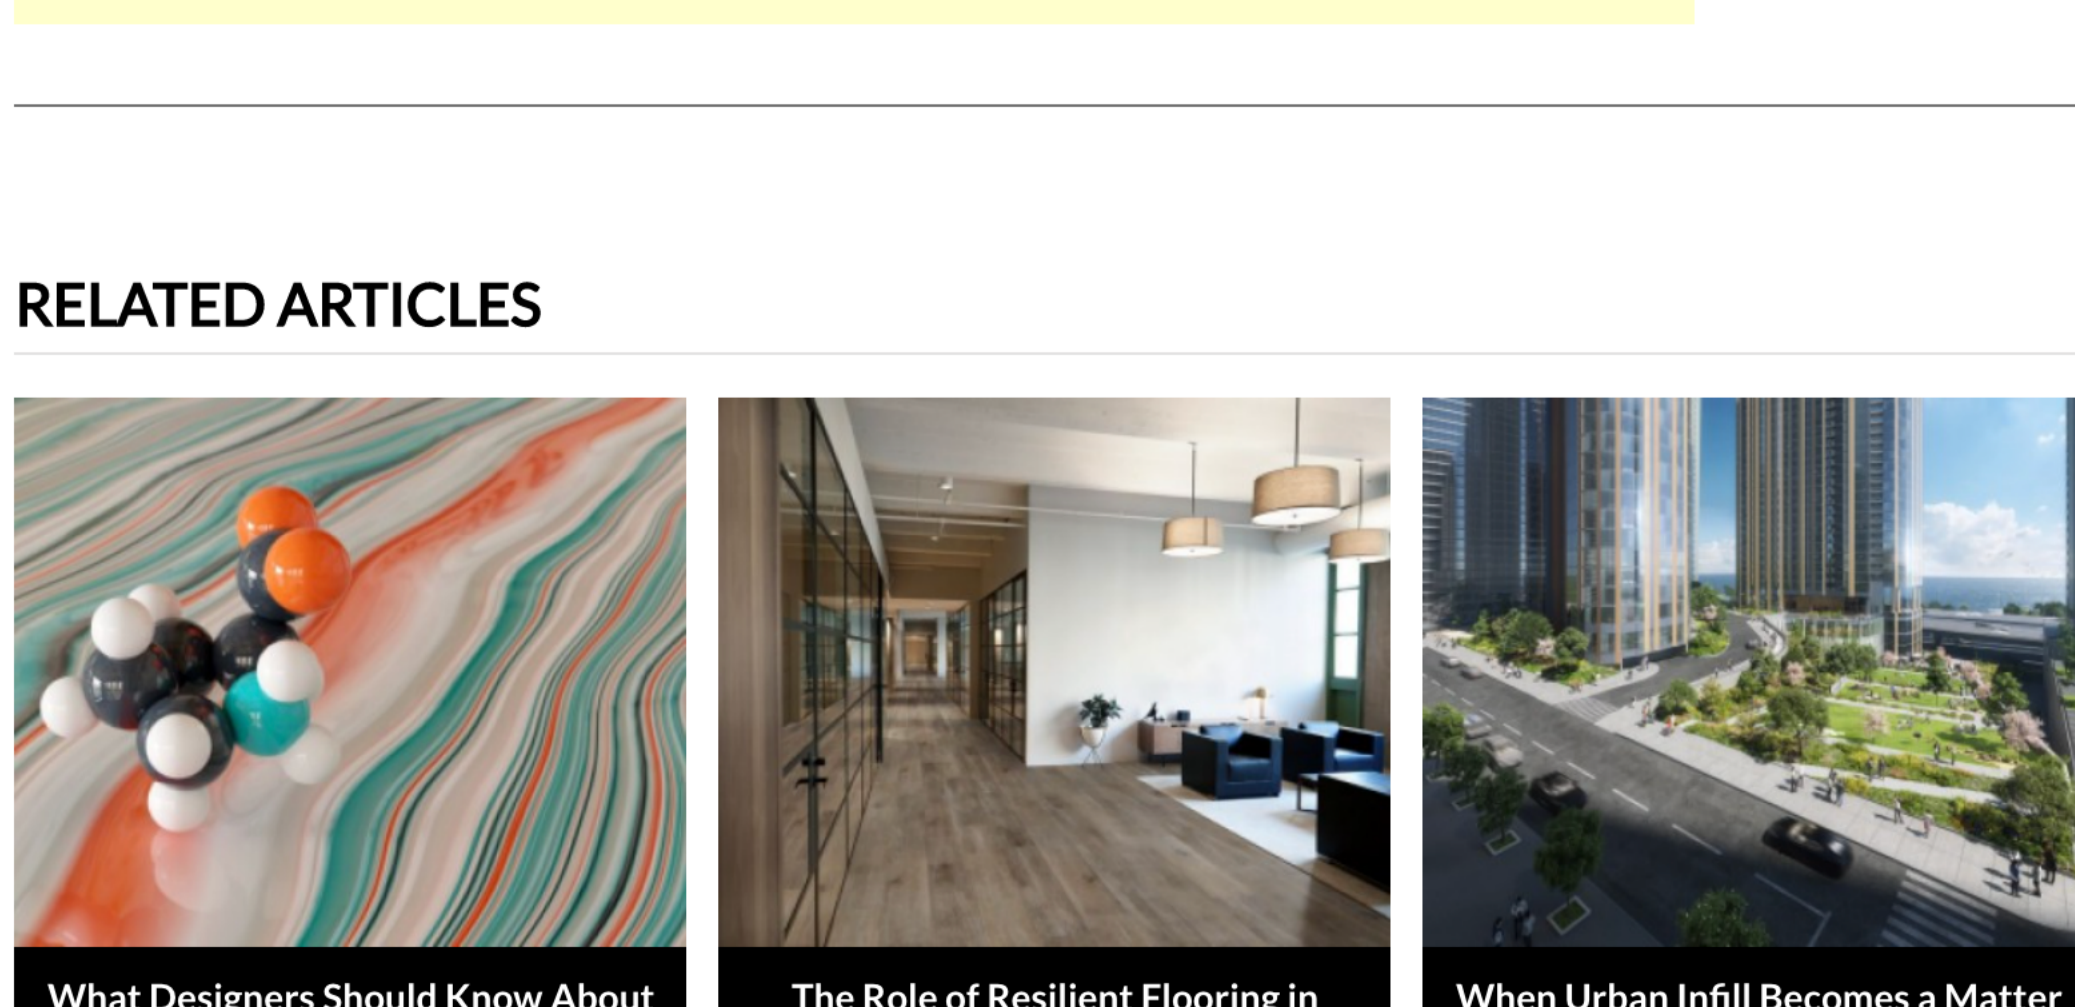 RELATED ARTICLES
What Designers Should Know About
The Role of Resilient Flooring in
When Urban Infill Becomes a Matter